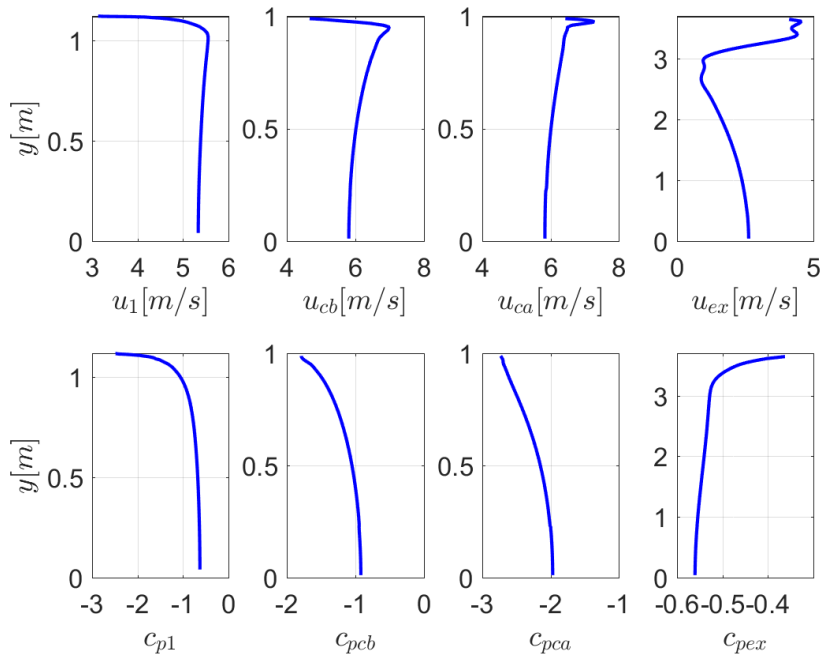 y[m]
1
0.5
0
3 4 5 6
u_1[m/s]
1
0.5
0
4 6 8
u_cb[m/s]
1
0.5
0
4 6 8
u_ca[m/s]
3
2
1
0
0 5
u_ex[m/s]
y[m]
1
0.5
0
-3 -2 -1 0
c_p1
1
0.5
0
-2 -1 0
c_pcb
1
0.5
0
-3 -2 -1
c_pca
3
2
1
0
-0.6 -0.5 -0.4
c_pex